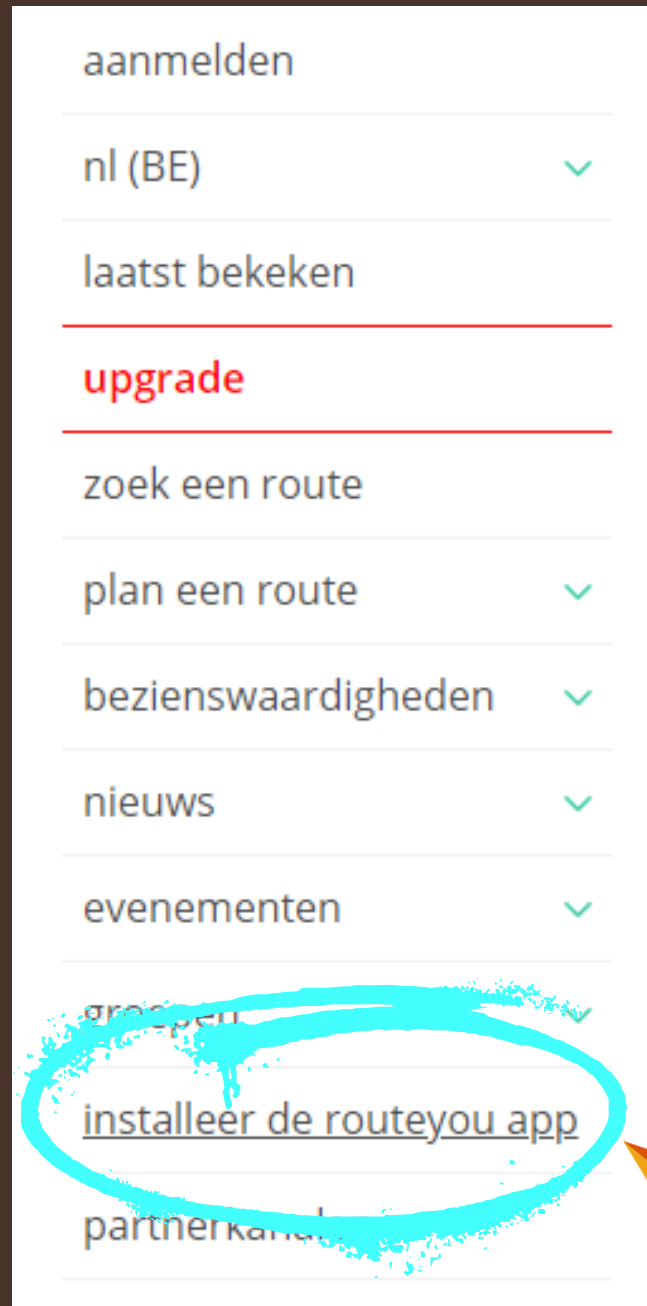 aanmelden
nl (BE)
laatst bekeken
upgrade
zoek een route
plan een route
bezienswaardigheden
nieuws
evenementen
groepen
installeer de routeyou app